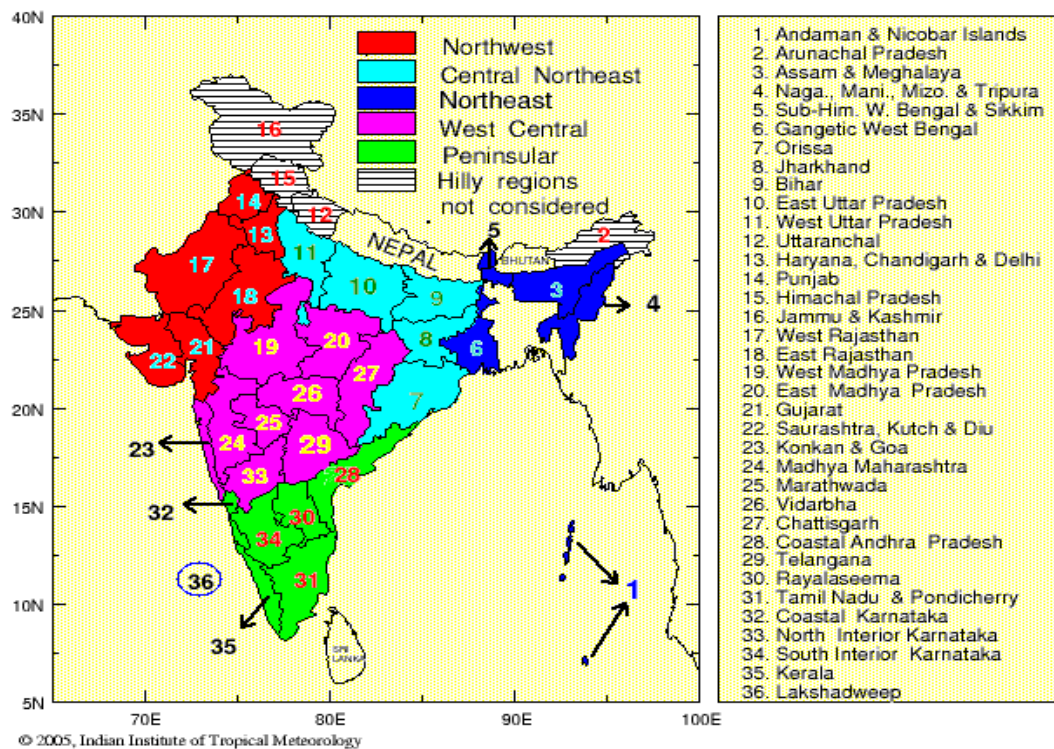 40N
35N
30N
25N
20N
15N
10N
5N
70E
80E
90E
100E
Northwest
Central Northeast
Northeast
West Central
Peninsular
Hilly regions
not considered
NEPAL
BHUTAN
SRI
LANKA
16
15
14
12
13
11
5
2
17
10
9
3
4
18
8
6
22
21
19
20
27
26
7
25
23
24
29
33
28
32
30
34
36
31
1
35
1. Andaman & Nicobar Islands
2. Arunachal Pradesh
3. Assam & Meghalaya
4. Naga., Mani., Mizo. & Tripura
5. Sub-Him. W. Bengal & Sikkim
6. Gangetic West Bengal
7. Orissa
8. Jharkhand
9. Bihar
10. East Uttar Pradesh
11. West Uttar Pradesh
12. Uttaranchal
13. Haryana, Chandigarh & Delhi
14. Punjab
15. Himachal Pradesh
16. Jammu & Kashmir
17. West Rajasthan
18. East Rajasthan
19. West Madhya Pradesh
20. East Madhya Pradesh
21. Gujarat
22. Saurashtra, Kutch & Diu
23. Konkan & Goa
24. Madhya Maharashtra
25. Marathwada
26. Vidarbha
27. Chattisgarh
28. Coastal Andhra Pradesh
29. Telangana
30. Rayalaseema
31. Tamil Nadu & Pondicherry
32. Coastal Karnataka
33. North Interior Karnataka
34. South Interior Karnataka
35. Kerala
36. Lakshadweep
© 2005, Indian Institute of Tropical Meteorology